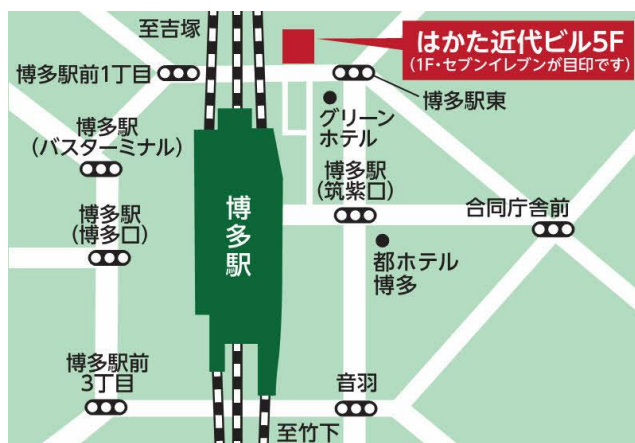 至吉塚
はかた近代ビル5F
(1F・セブンイレブンが目印です)
博多駅前1丁目
博多駅東
グリーン
ホテル
博多駅
(バスターミナル)
博多駅
(筑紫口)
合同庁舎前
博多駅
(博多口)
博多駅
都ホテル
博多
博多駅前
3丁目
音羽
至竹下